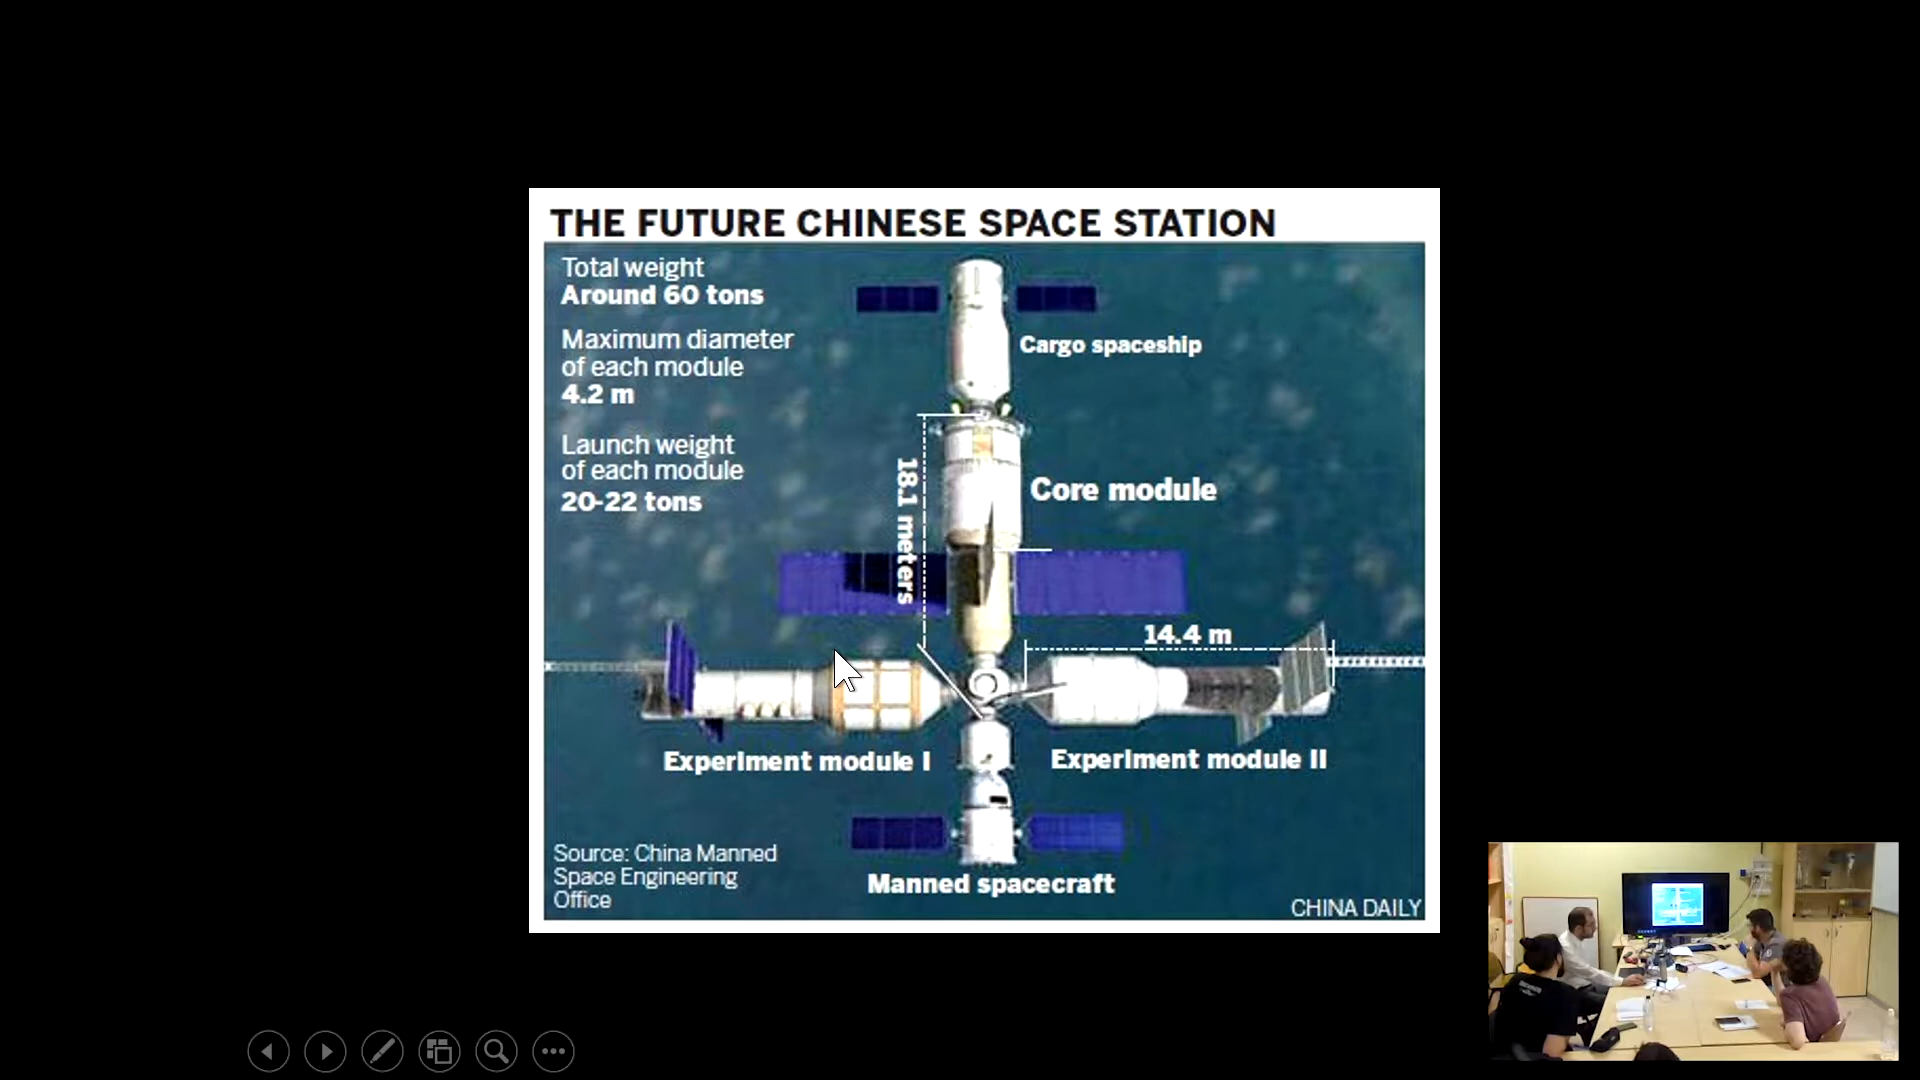 THE FUTURE CHINESE SPACE STATION
Total weight
Around 60 tons
Maximum diameter
of each module
4.2 m
Launch weight
of each module
20-22 tons
Cargo spaceship
18.1 meters
Core module
14.4 m
Experiment module I
Experiment module II
Manned spacecraft
Source: China Manned
Space Engineering
Office
CHINA DAILY